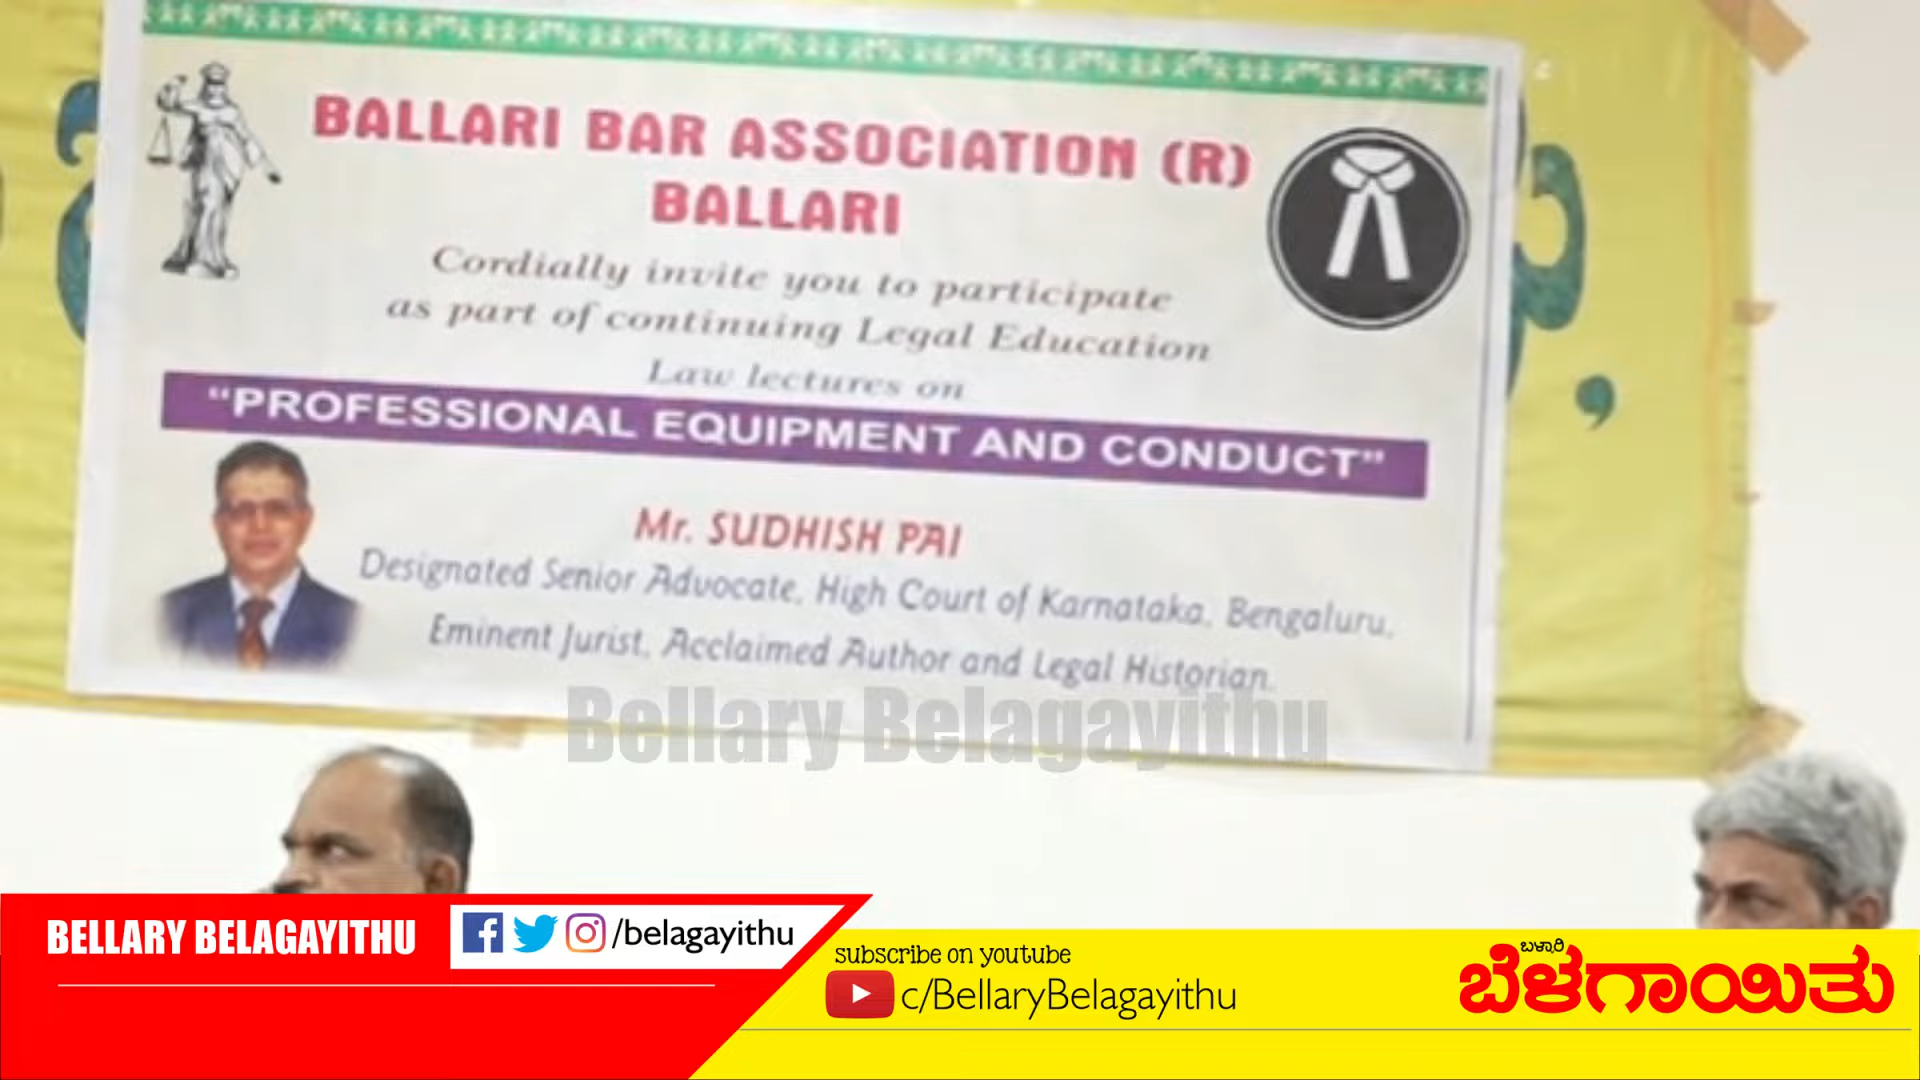 BALLARI BAR ASSOCIATION (R)
BALLARI
Cordially invite you to participate
as part of continuing Legal Education
Law lectures on
“PROFESSIONAL EQUIPMENT AND CONDUCT”
Mr. SUDHISH PAI
Designated Senior Advocate, High Court of Karnataka, Bengaluru,
Eminent Jurist, Acclaimed Author and Legal Historian.
Bellary Belagayithu
BELLARY BELAGAYITHU
/belagayithu
subscribe on youtube
c/BellaryBelagayithu
ಬಳ್ಳಾರಿ
ಬೆಳಗಾಯಿತು